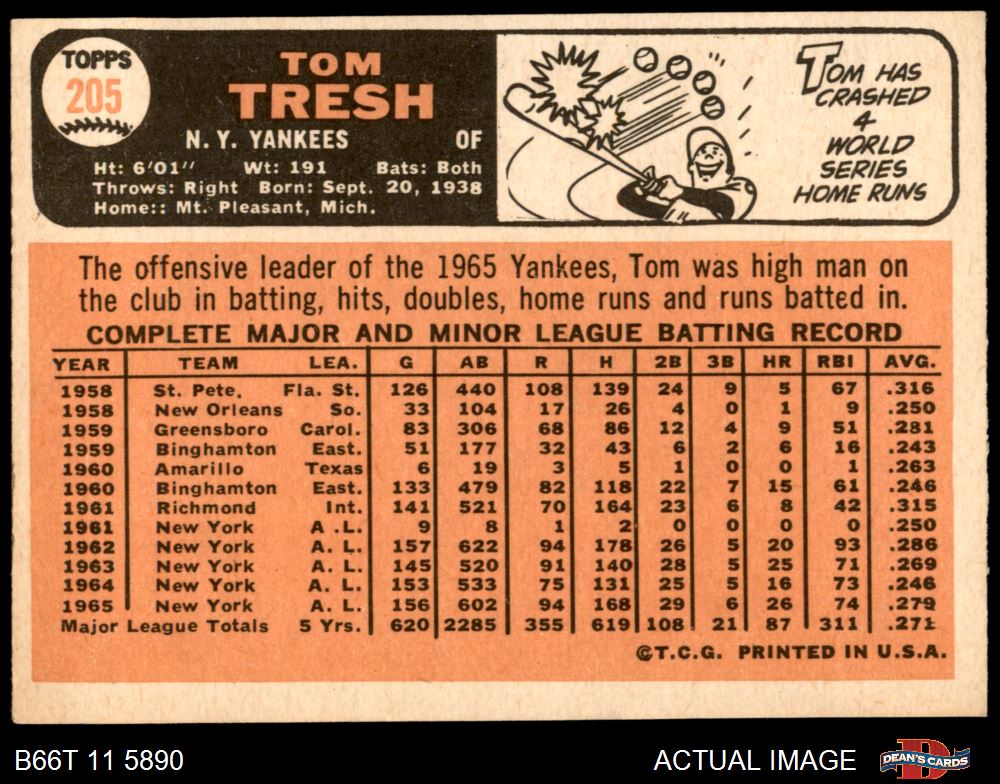 TOPPS
205
TOM
TRESH
N. Y. YANKEES OF
Ht: 6'01" Wt: 191 Bats: Both
Throws: Right Born: Sept. 20, 1938
Home:: Mt. Pleasant, Mich.
TOM HAS
CRASHED
4
WORLD
SERIES
HOME RUNS
The offensive leader of the 1965 Yankees, Tom was high man on
the club in batting, hits, doubles, home runs and runs batted in.
COMPLETE MAJOR AND MINOR LEAGUE BATTING RECORD
YEAR TEAM LEA. G AB R H 2B 3B HR RBI AVG.
1958 St. Pete. Fla. St. 126 440 108 139 24 9 5 67 .316
1958 New Orleans So. 33 104 17 26 4 0 1 9 .250
1959 Greensboro Carol. 83 306 68 86 12 4 9 51 .281
1959 Binghamton East. 51 177 32 43 6 2 6 16 .243
1960 Amarillo Texas 6 19 3 5 1 0 0 1 .263
1960 Binghamton East. 133 479 82 118 22 7 15 61 .246
1961 Richmond Int. 141 521 70 164 23 6 8 42 .315
1961 New York A .L. 9 8 1 2 0 0 0 0 .250
1962 New York A. L. 157 622 94 178 26 5 20 93 .286
1963 New York A. L. 145 520 91 140 28 5 25 71 .269
1964 New York A. L. 153 533 75 131 25 5 16 73 .246
1965 New York A. L. 156 602 94 168 29 6 26 74 .279
Major League Totals 5 Yrs. 620 2285 355 619 108 21 87 311 .271
©T.C.G. PRINTED IN U.S.A.
B66T 11 5890 ACTUAL IMAGE DEAN'S CARDS